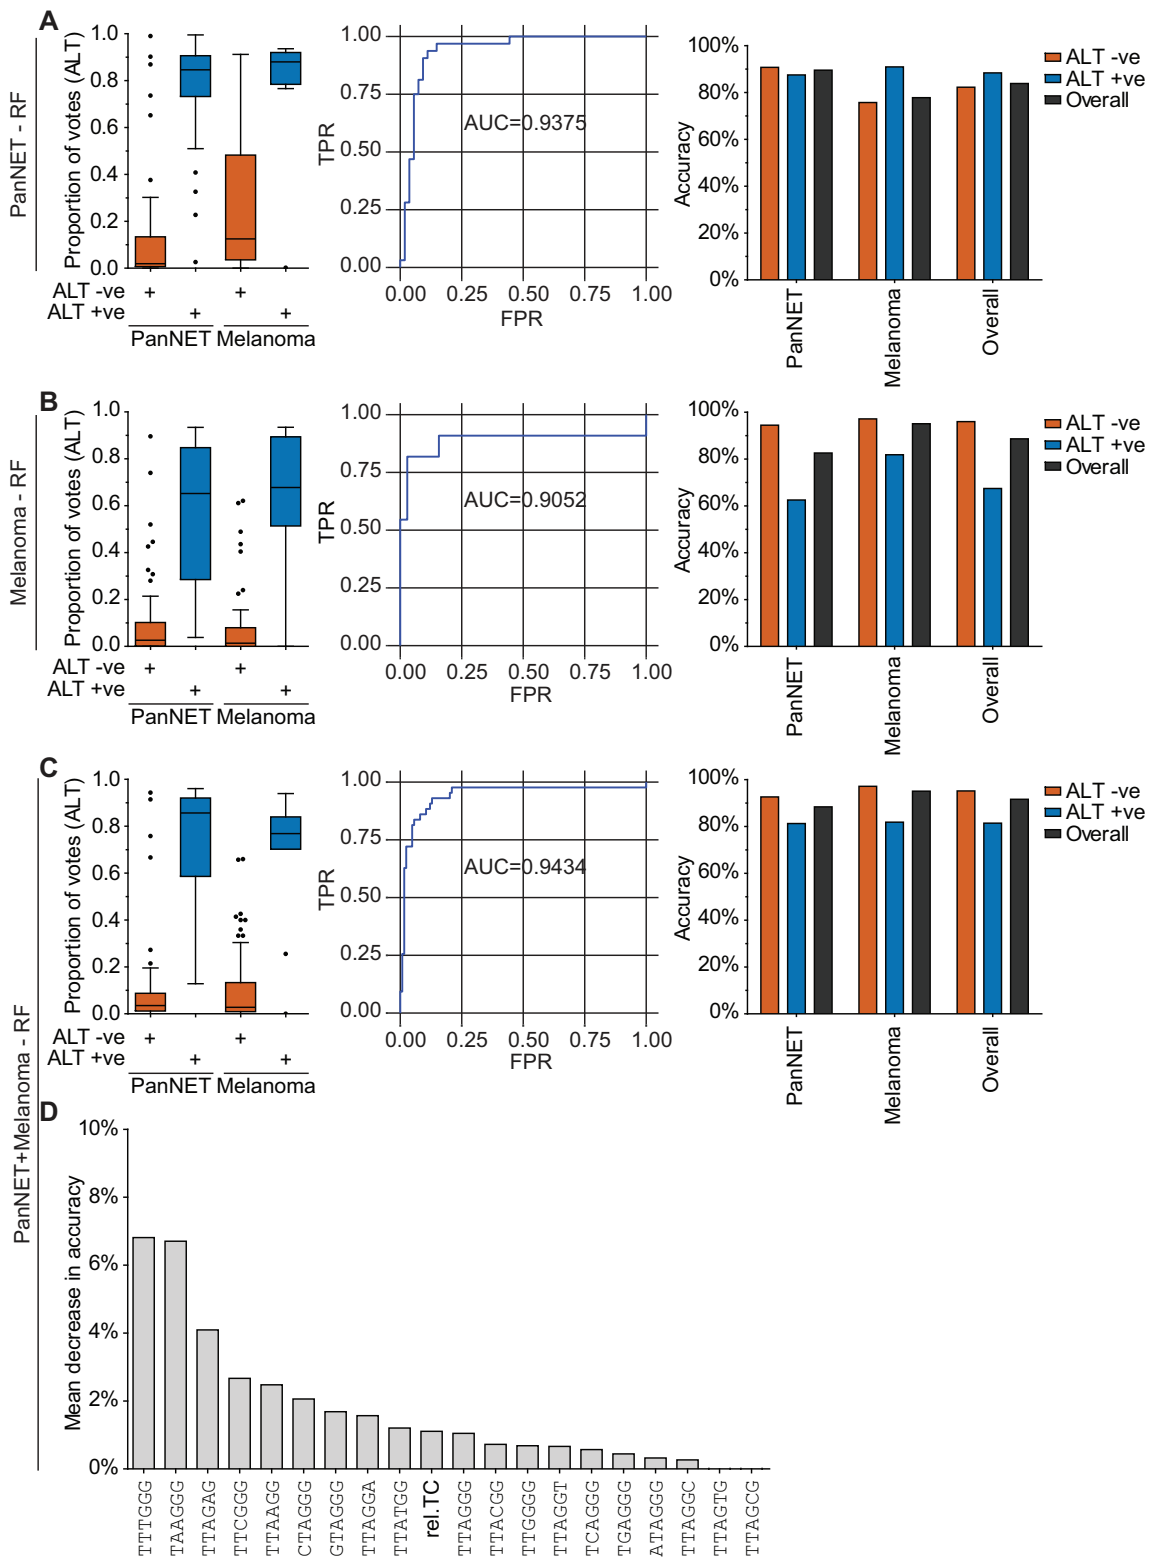 A
PanNET - RF
Proportion of votes (ALT)
1.0
0.8
0.6
0.4
0.2
0.0
ALT -ve + +
ALT +ve + +
PanNET Melanoma
TPR
1.00
0.75
0.50
0.25
0.00
AUC=0.9375
0.00 0.25 0.50 0.75 1.00
FPR
Accuracy
100%
80%
60%
40%
20%
0%
PanNET
Melanoma
Overall
ALT -ve
ALT +ve
Overall
B
Melanoma - RF
Proportion of votes (ALT)
1.0
0.8
0.6
0.4
0.2
0.0
ALT -ve + +
ALT +ve + +
PanNET Melanoma
TPR
1.00
0.75
0.50
0.25
0.00
AUC=0.9052
0.00 0.25 0.50 0.75 1.00
FPR
Accuracy
100%
80%
60%
40%
20%
0%
PanNET
Melanoma
Overall
ALT -ve
ALT +ve
Overall
C
PanNET+Melanoma - RF
Proportion of votes (ALT)
1.0
0.8
0.6
0.4
0.2
0.0
ALT -ve + +
ALT +ve + +
PanNET Melanoma
TPR
1.00
0.75
0.50
0.25
0.00
AUC=0.9434
0.00 0.25 0.50 0.75 1.00
FPR
Accuracy
100%
80%
60%
40%
20%
0%
PanNET
Melanoma
Overall
ALT -ve
ALT +ve
Overall
D
Mean decrease in accuracy
10%
8%
6%
4%
2%
0%
TTTGGG
TAAGGG
TTAGAG
TTCGGG
TTAAGG
CTAGGG
GTAGGG
TTAGGA
TTATGG
rel.TC
TTAGGG
TTACGG
TTGGGG
TTAGGT
TCAGGG
TGAGGG
ATAGGG
TTAGGC
TTAGTG
TTAGCG